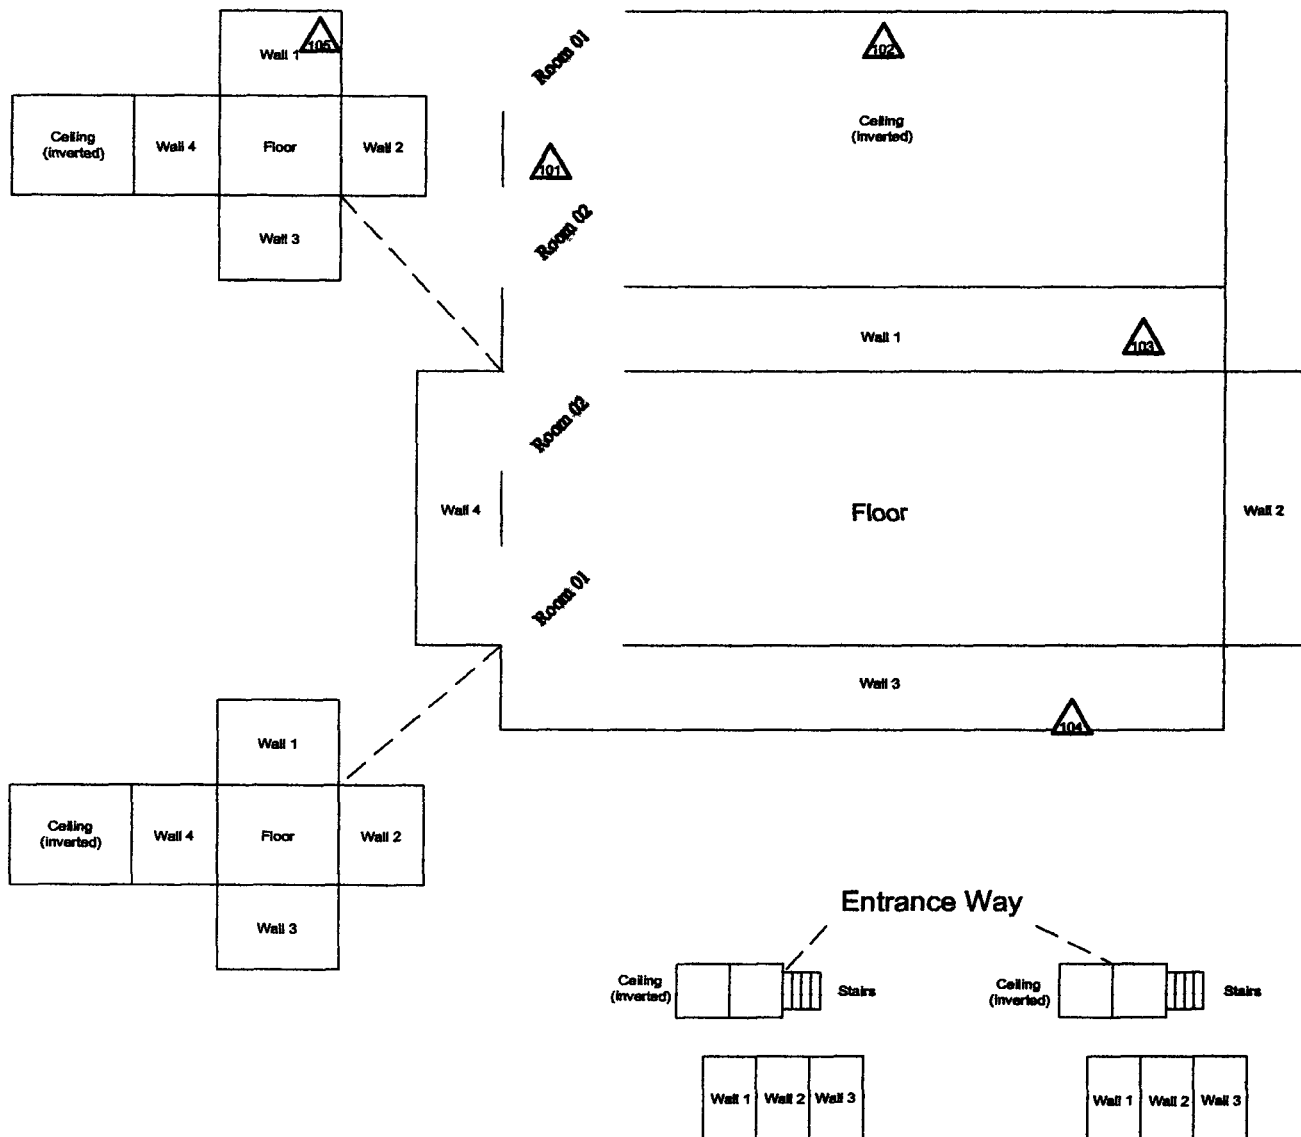 Wall 1
105
Ceiling
(inverted)
Wall 4
Floor
Wall 2
Wall 3
Room 01
102
Ceiling
(inverted)
101
Room 02
Wall 1
103
Room 02
Wall 4
Floor
Wall 2
Room 01
Wall 3
104
Wall 1
Ceiling
(inverted)
Wall 4
Floor
Wall 2
Wall 3
Entrance Way
Ceiling
(inverted)
Stairs
Ceiling
(inverted)
Stairs
Wall 1
Wall 2
Wall 3
Wall 1
Wall 2
Wall 3